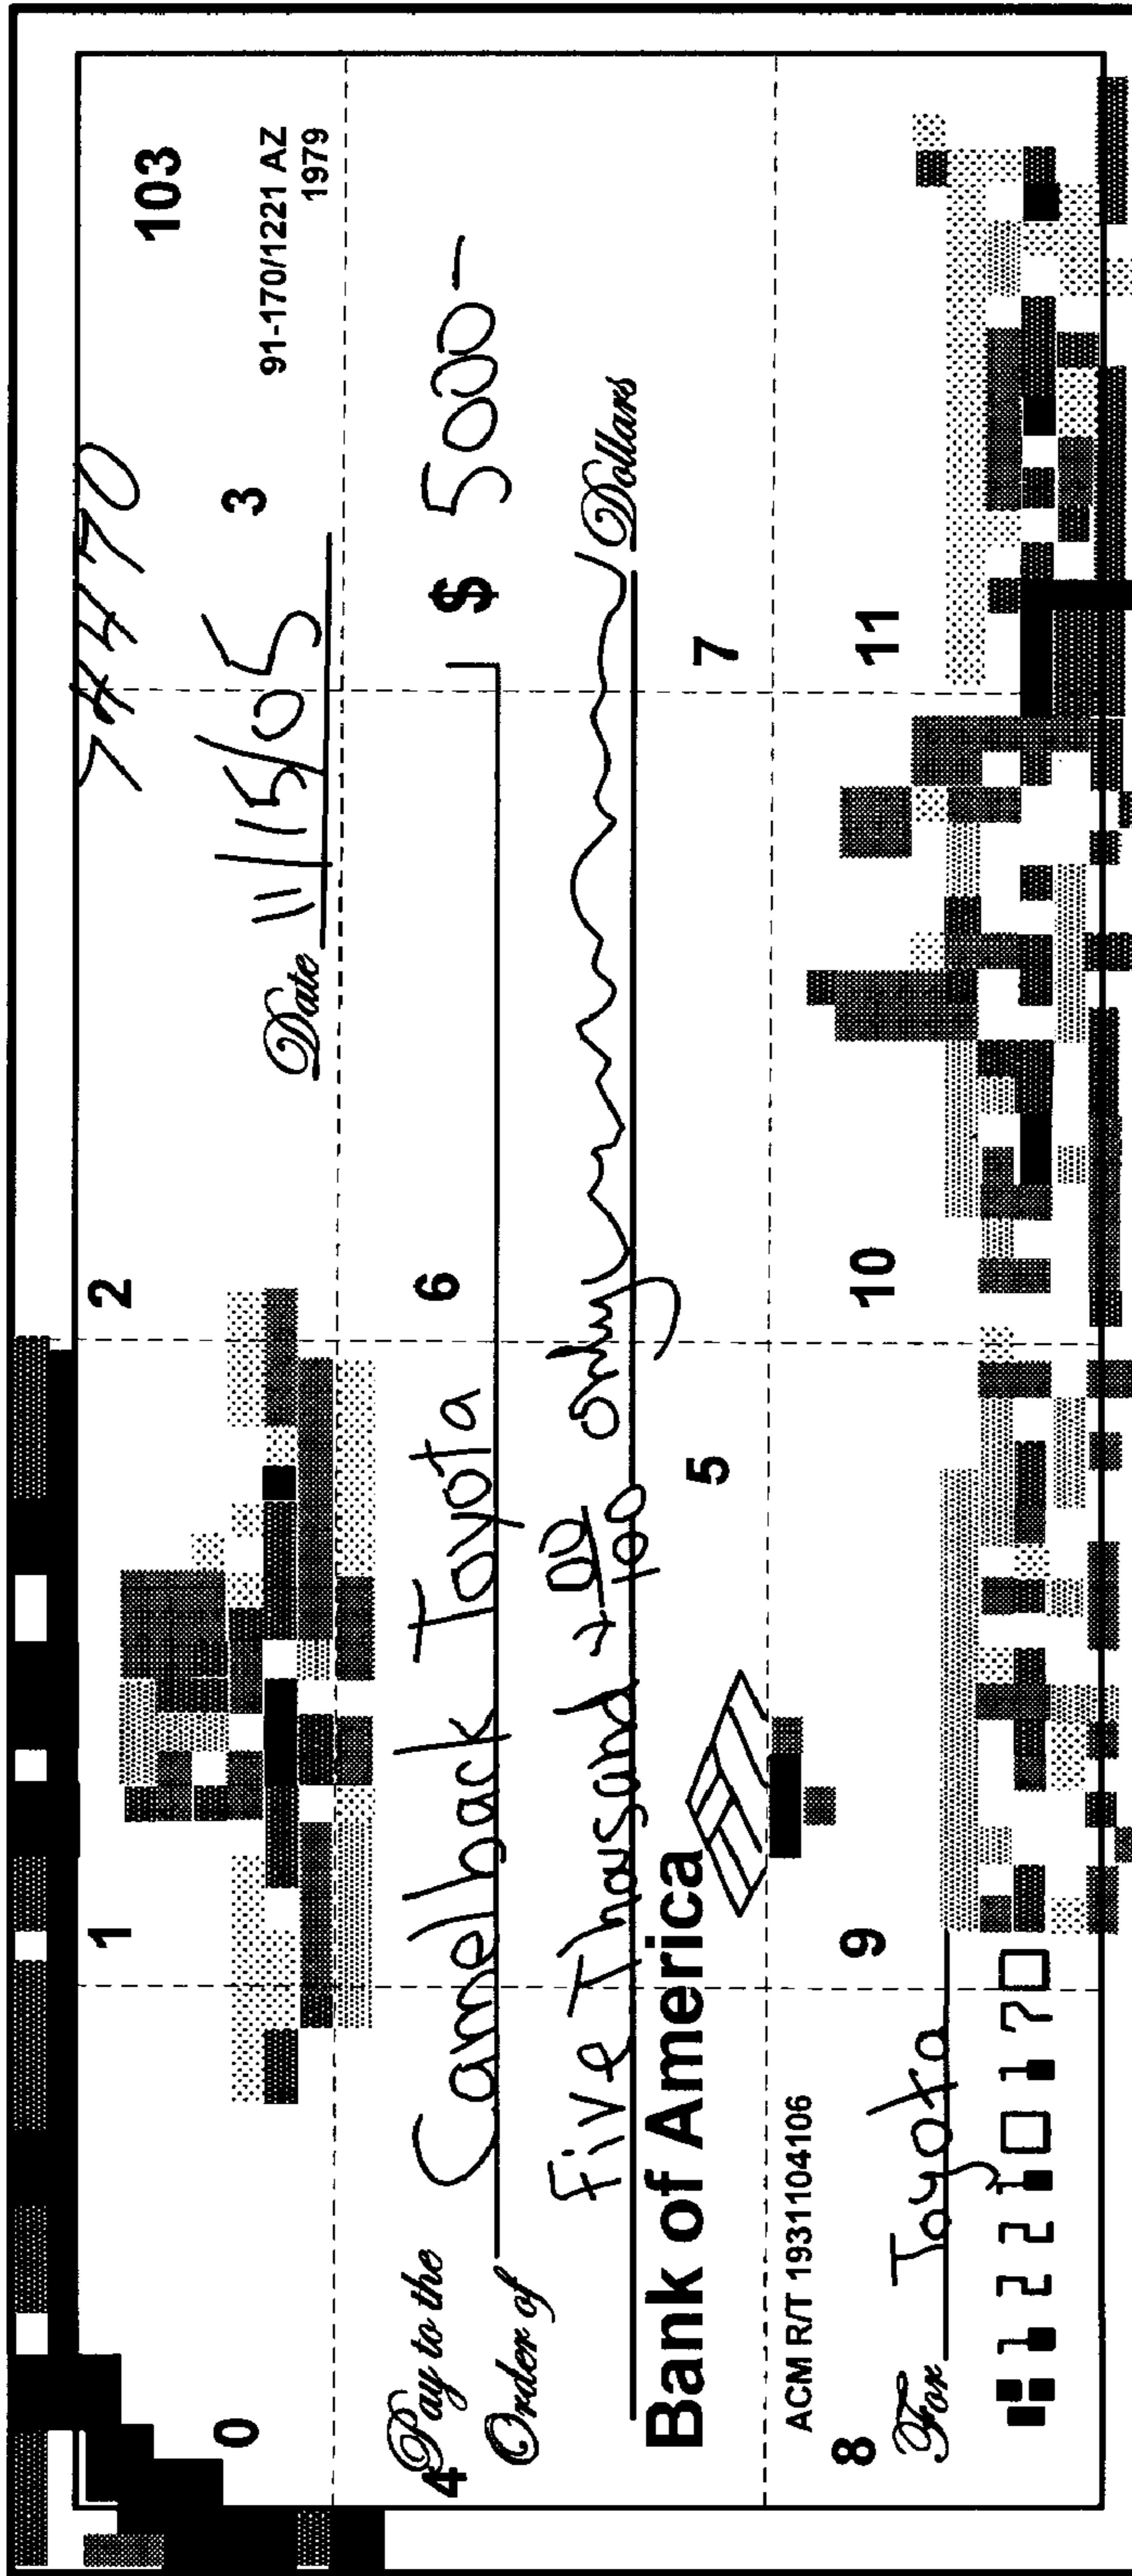 74470
103
1 2 3
0
Date 11/15/05
91-170/1221 AZ
1979
Pay to the
Order of Camelback Toyota $ 5000-
4 6
Five Thousand + 00/100 only Dollars
Bank of America
5 7
ACM R/T 1931104106
8 9 10 11
For Toyota
12210170